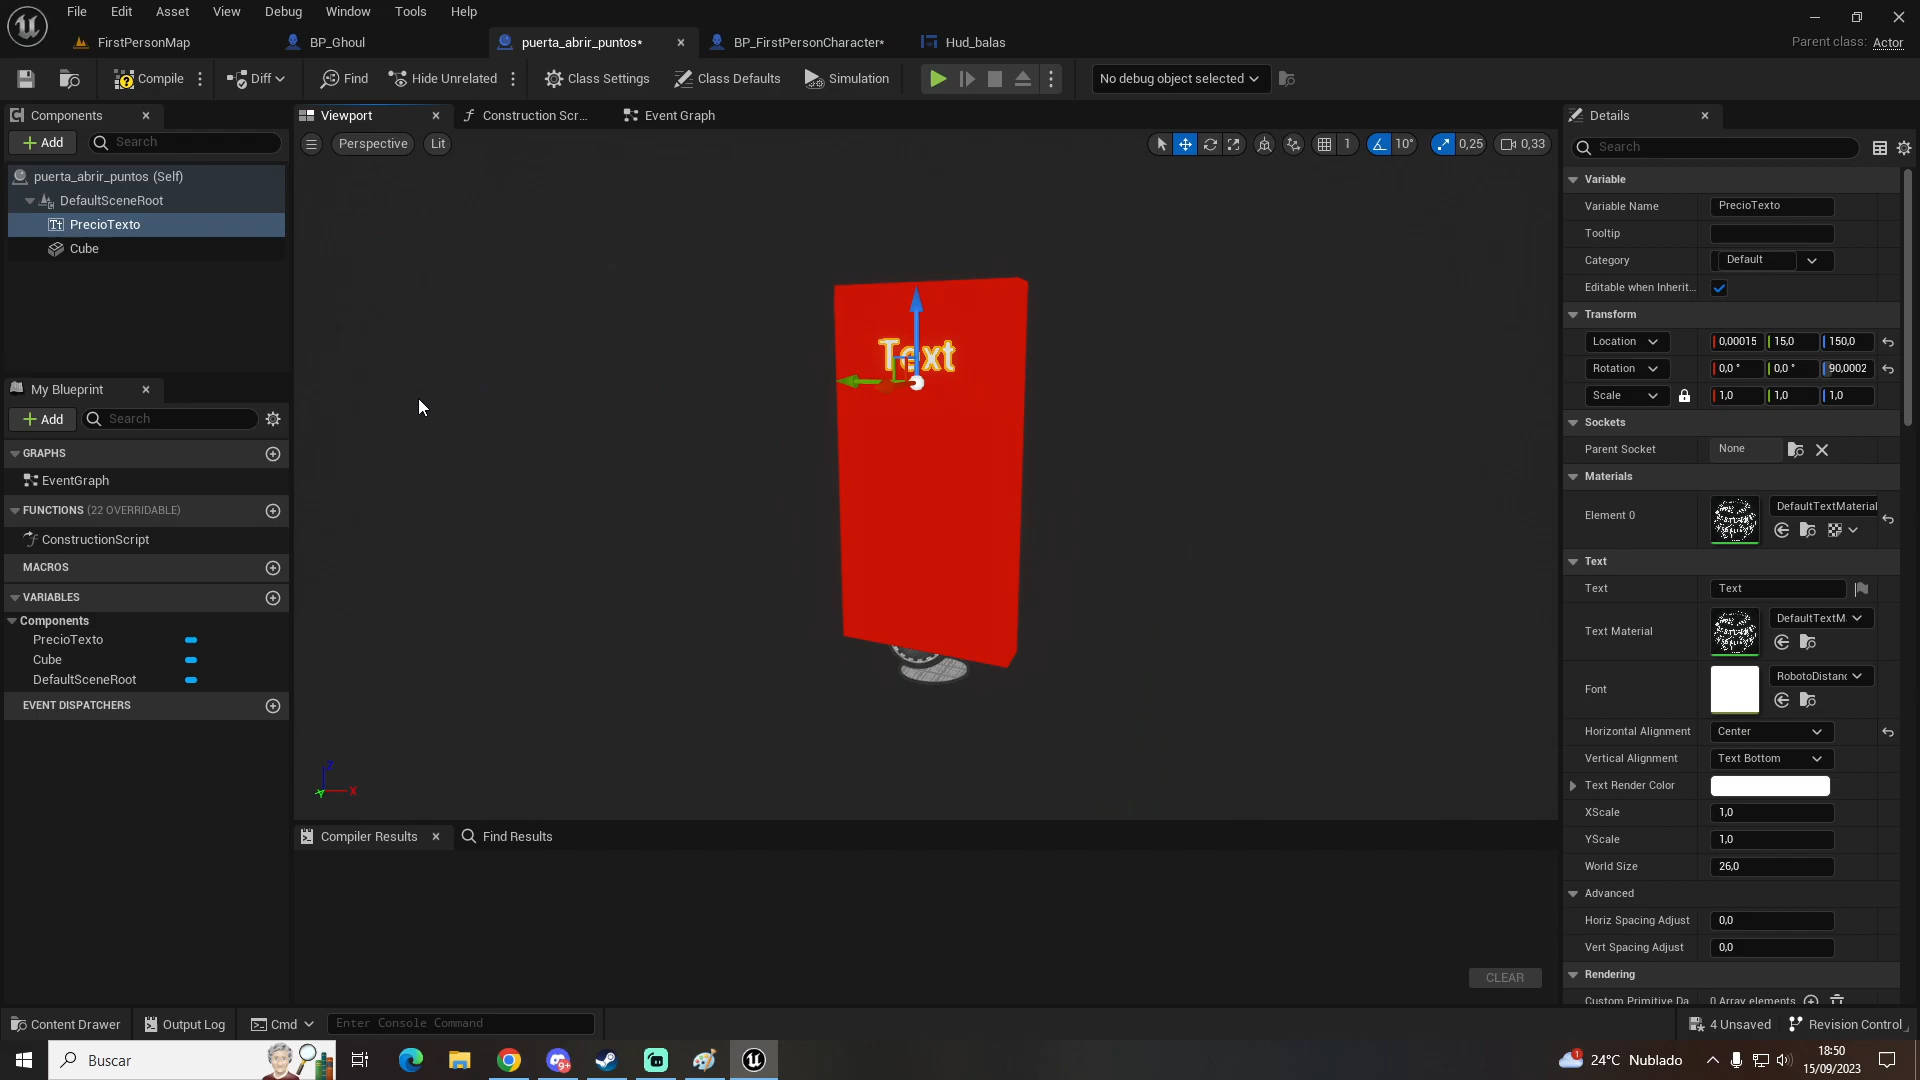 File Edit Asset View Debug Window Tools Help
FirstPersonMap
BP_Ghoul
puerta_abrir_puntos*
BP_FirstPersonCharacter*
Hud_balas
Parent class: Actor
Compile
Diff
Find
Hide Unrelated
Class Settings
Class Defaults
Simulation
No debug object selected
Components
Add
Search
puerta_abrir_puntos (Self)
DefaultSceneRoot
PrecioTexto
Cube
My Blueprint
Add
Search
GRAPHS
EventGraph
FUNCTIONS (22 OVERRIDABLE)
ConstructionScript
MACROS
VARIABLES
Components
PrecioTexto
Cube
DefaultSceneRoot
EVENT DISPATCHERS
Viewport
Construction Scr...
Event Graph
Perspective
Lit
1
10°
0,25
0,33
Text
Z
X
Y
Compiler Results
Find Results
CLEAR
Details
Search
Variable
Variable Name PrecioTexto
Tooltip
Category Default
Editable when Inherit...
Transform
Location 0,00015 15,0 150,0
Rotation 0,0 ° 0,0 ° 90,0002
Scale 1,0 1,0 1,0
Sockets
Parent Socket None
Materials
Element 0 DefaultTextMaterial
Text
Text Text
Text Material DefaultTextM
Font RobotoDistan
Horizontal Alignment Center
Vertical Alignment Text Bottom
Text Render Color
XScale 1,0
YScale 1,0
World Size 26,0
Advanced
Horiz Spacing Adjust 0,0
Vert Spacing Adjust 0,0
Rendering
Custom Primitive Da 0 Array elements
Content Drawer
Output Log
Cmd
Enter Console Command
4 Unsaved
Revision Control
Buscar
24°C Nublado
18:50
15/09/2023